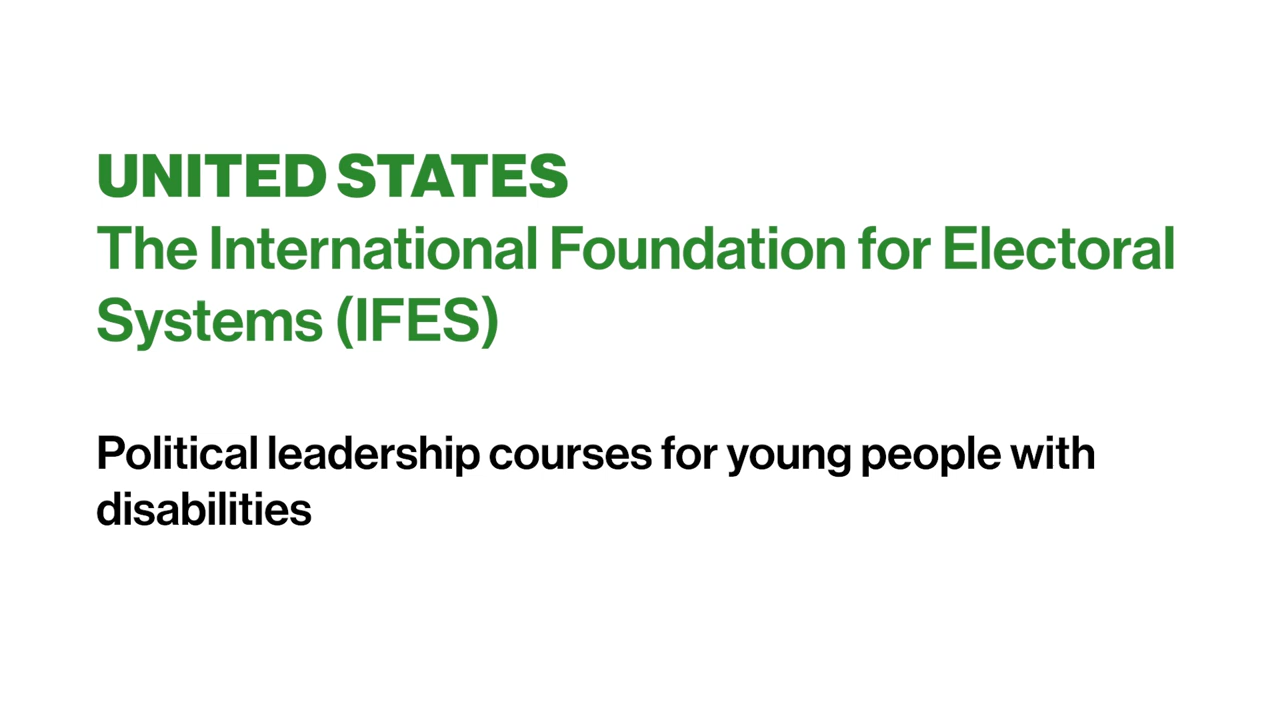 UNITED STATES
The International Foundation for Electoral
Systems (IFES)
Political leadership courses for young people with
disabilities